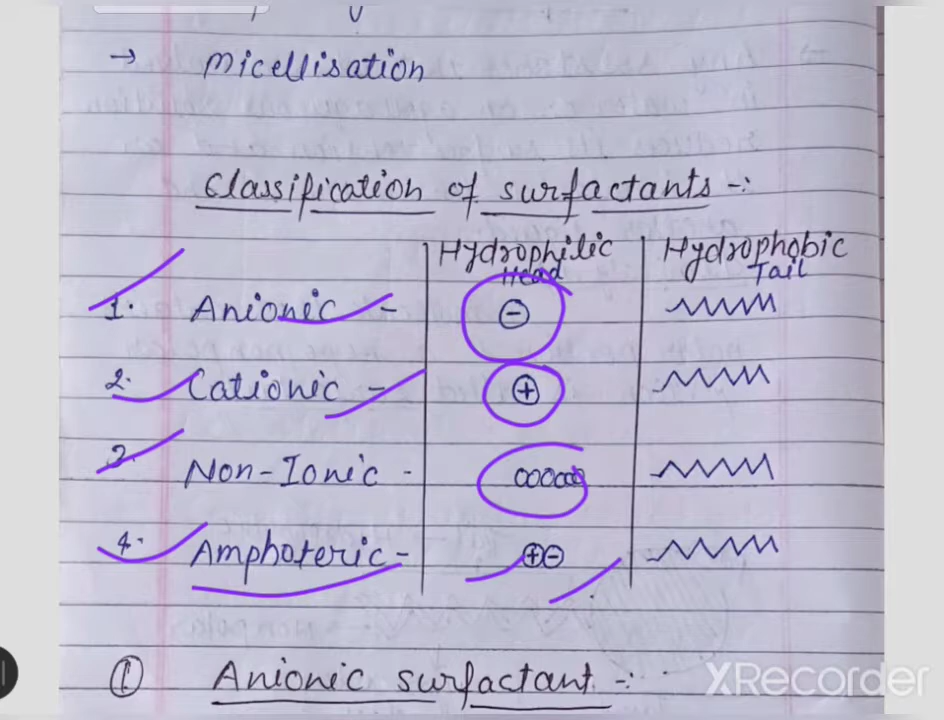 → Micellisation
Classification of surfactants -:
Hydrophilic Head
Hydrophobic Tail
1. Anionic - ⊖
2. Cationic - ⊕
3. Non-Ionic -
4. Amphoteric - ⊕⊖
① Anionic surfactant -:
XRecorder